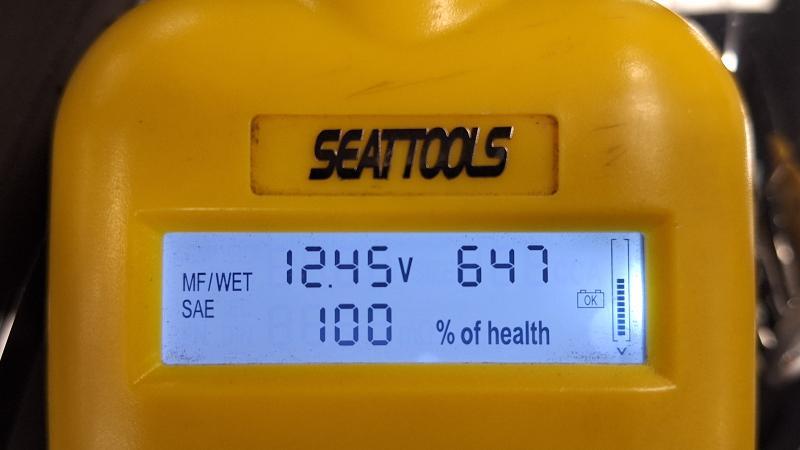 SEATTOOLS
MF/WET 12.45V 647
SAE
OK
100 % of health